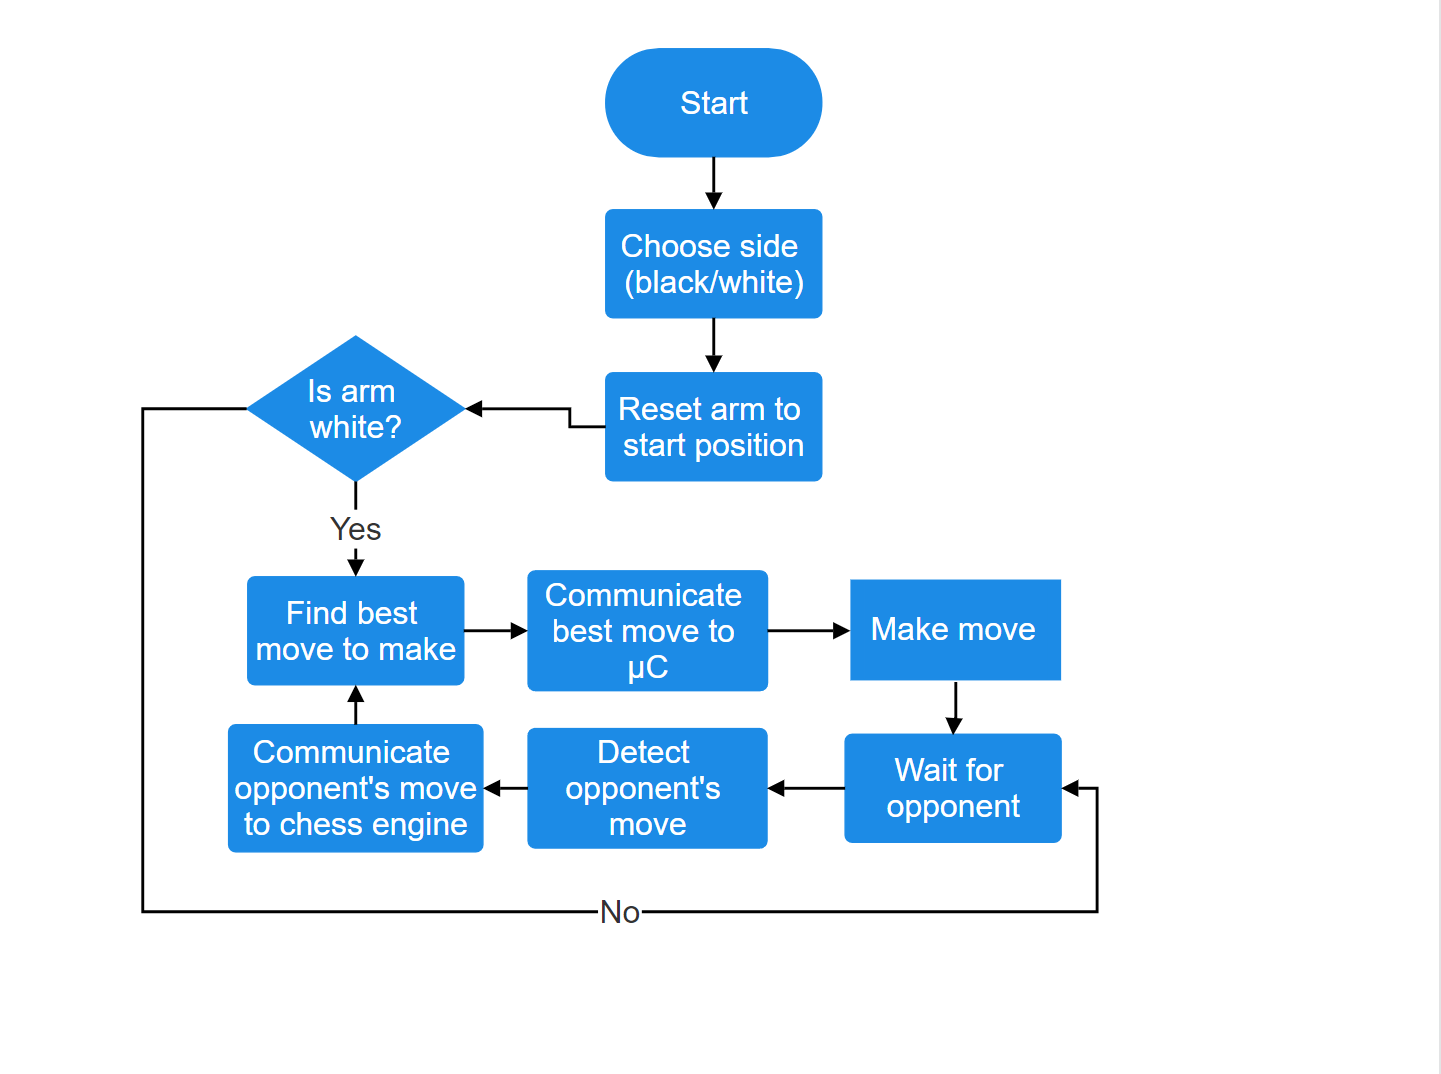 Start
Choose side
(black/white)
Reset arm to
start position
Is arm
white?
Yes
Find best
move to make
Communicate
best move to
µC
Make move
Wait for
opponent
Detect
opponent's
move
Communicate
opponent's move
to chess engine
No